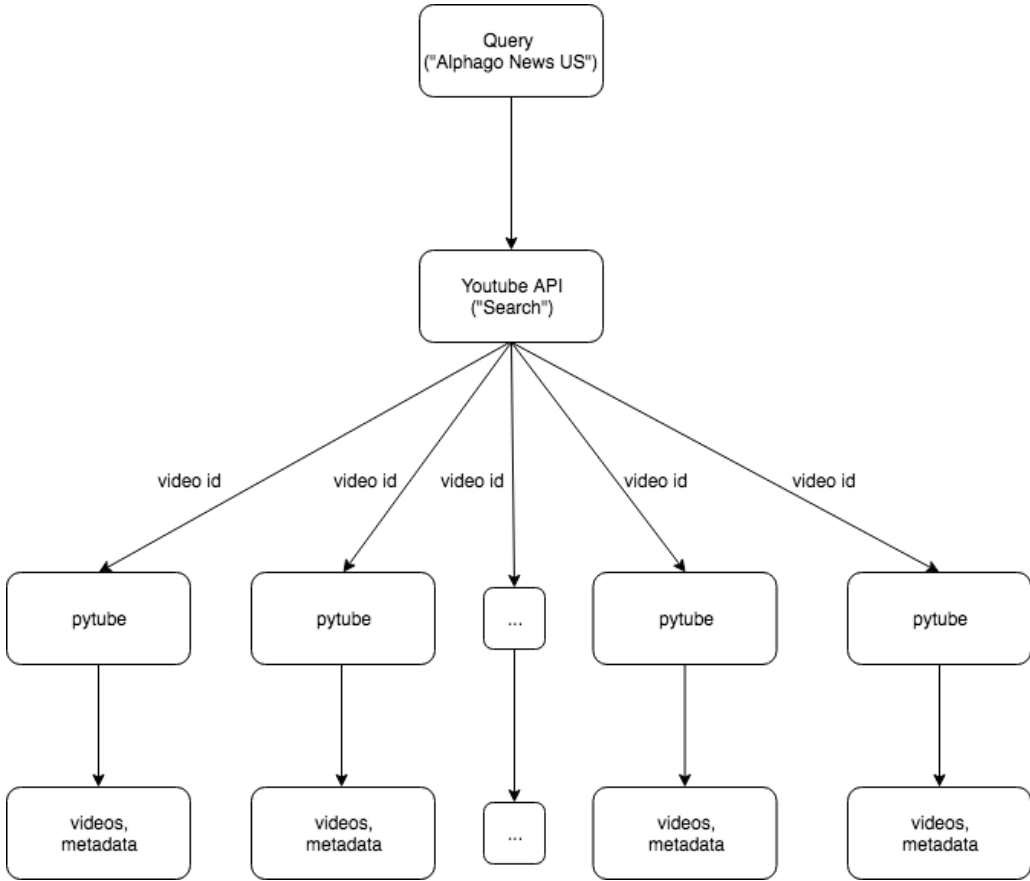 Query
("Alphago News US")
Youtube API
("Search")
video id
video id
video id
video id
video id
pytube
pytube
...
pytube
pytube
videos,
metadata
videos,
metadata
...
videos,
metadata
videos,
metadata